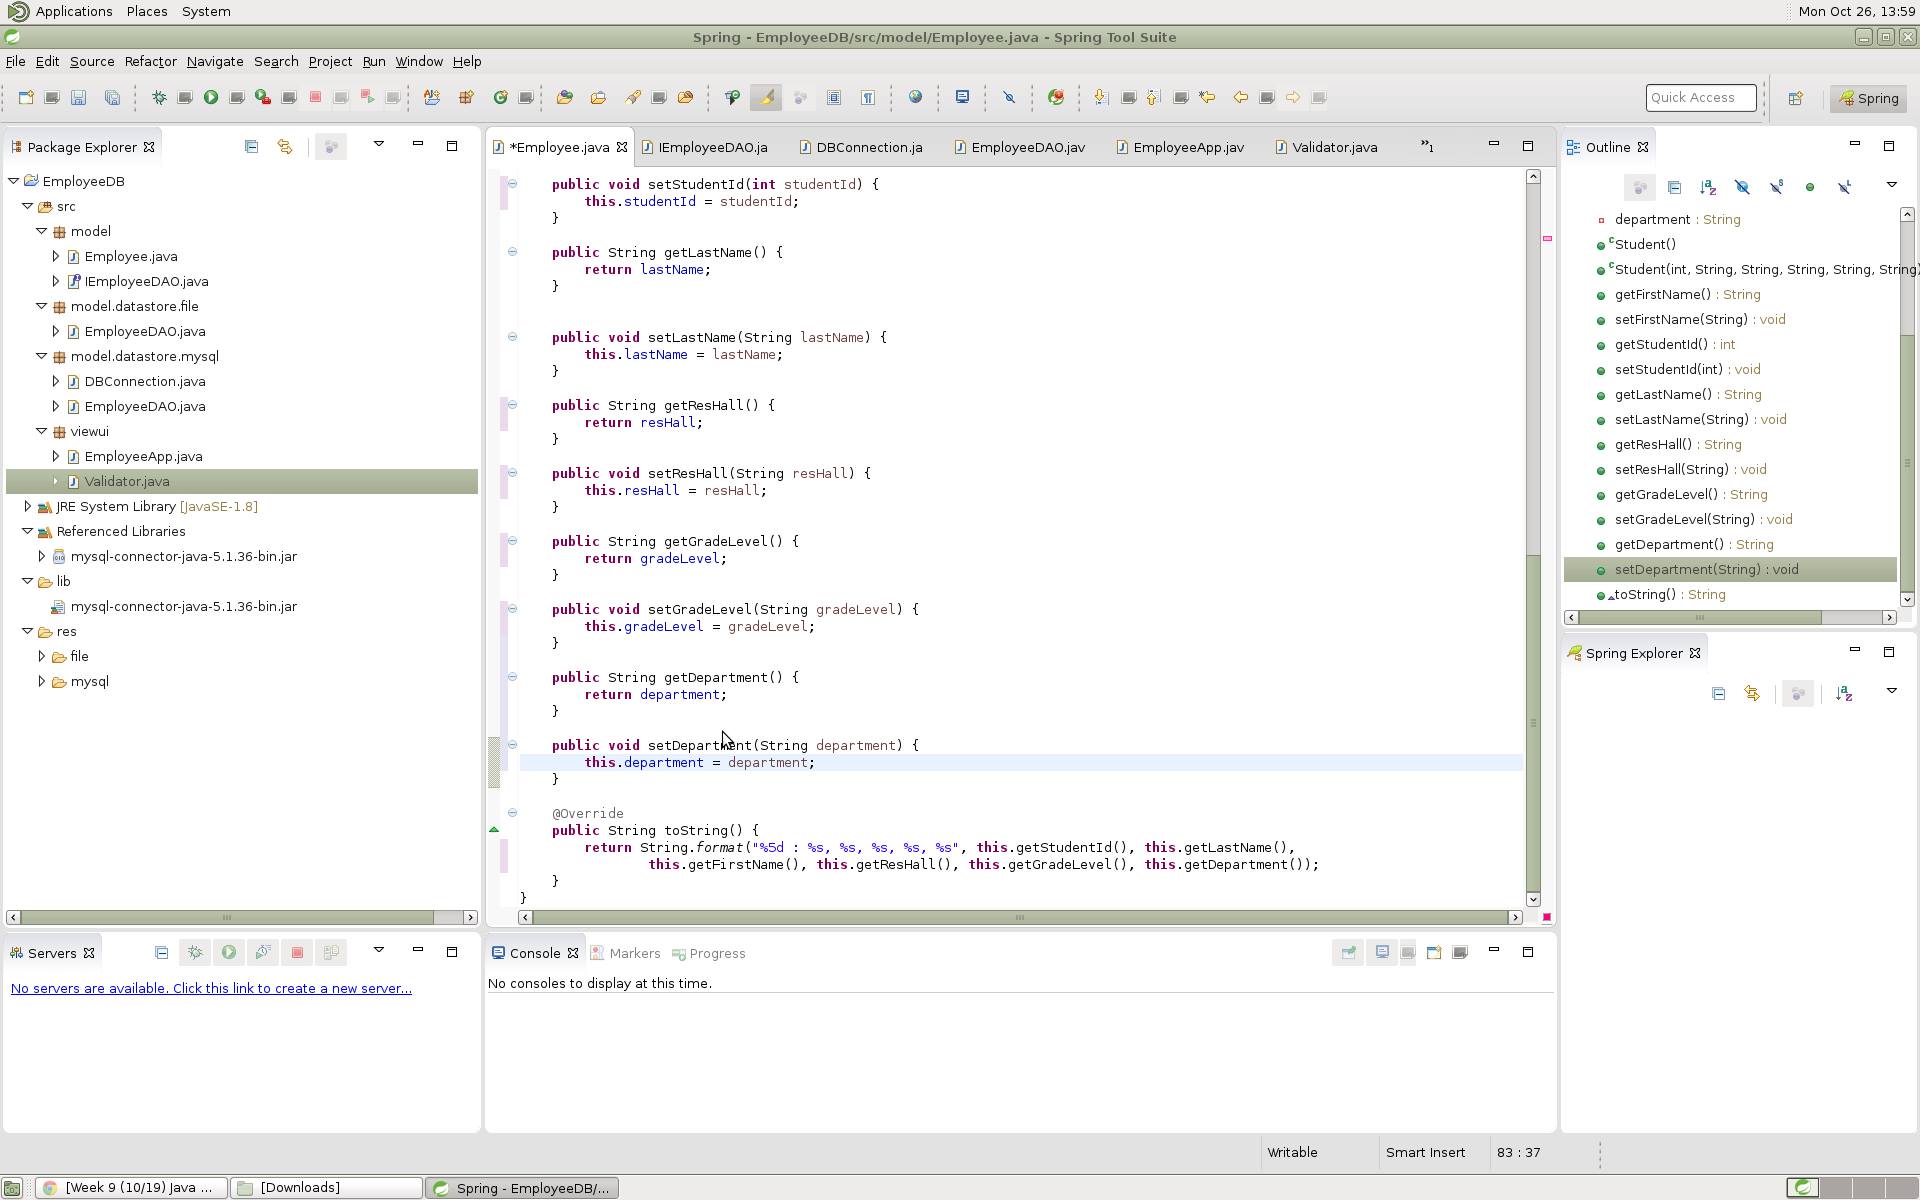 Applications Places System Mon Oct 26, 13:59
Spring - EmployeeDB/src/model/Employee.java - Spring Tool Suite
File Edit Source Refactor Navigate Search Project Run Window Help
Quick Access Spring
Package Explorer
EmployeeDB
src
model
Employee.java
IEmployeeDAO.java
model.datastore.file
EmployeeDAO.java
model.datastore.mysql
DBConnection.java
EmployeeDAO.java
viewui
EmployeeApp.java
Validator.java
JRE System Library [JavaSE-1.8]
Referenced Libraries
mysql-connector-java-5.1.36-bin.jar
lib
mysql-connector-java-5.1.36-bin.jar
res
file
mysql
*Employee.java IEmployeeDAO.ja DBConnection.ja EmployeeDAO.jav EmployeeApp.jav Validator.java »1
public void setStudentId(int studentId) {
this.studentId = studentId;
}
public String getLastName() {
return lastName;
}
public void setLastName(String lastName) {
this.lastName = lastName;
}
public String getResHall() {
return resHall;
}
public void setResHall(String resHall) {
this.resHall = resHall;
}
public String getGradeLevel() {
return gradeLevel;
}
public void setGradeLevel(String gradeLevel) {
this.gradeLevel = gradeLevel;
}
public String getDepartment() {
return department;
}
public void setDepartment(String department) {
this.department = department;
}
@Override
public String toString() {
return String.format("%5d : %s, %s, %s, %s, %s", this.getStudentId(), this.getLastName(),
this.getFirstName(), this.getResHall(), this.getGradeLevel(), this.getDepartment());
}
}
Outline
department : String
Student()
Student(int, String, String, String, String, String)
getFirstName() : String
setFirstName(String) : void
getStudentId() : int
setStudentId(int) : void
getLastName() : String
setLastName(String) : void
getResHall() : String
setResHall(String) : void
getGradeLevel() : String
setGradeLevel(String) : void
getDepartment() : String
setDepartment(String) : void
toString() : String
Spring Explorer
Servers
No servers are available. Click this link to create a new server...
Console Markers Progress
No consoles to display at this time.
Writable Smart Insert 83 : 37
[Week 9 (10/19) Java ... [Downloads] Spring - EmployeeDB/...